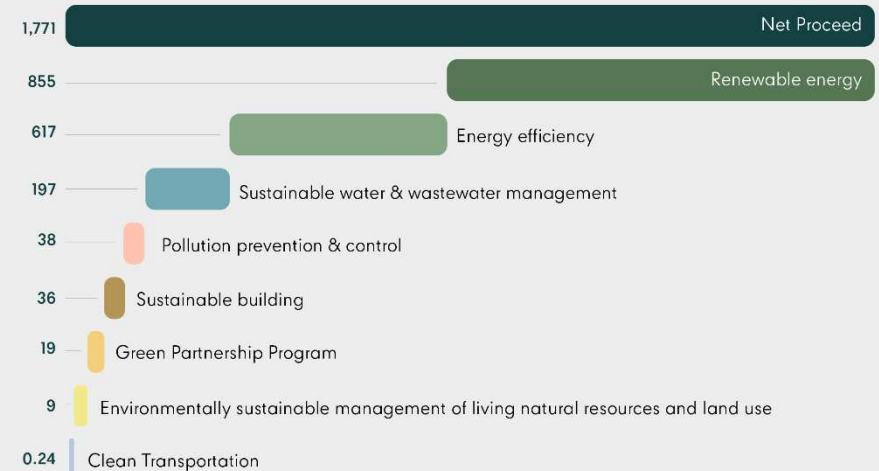 1,771 Net Proceed
855 Renewable energy
617 Energy efficiency
197 Sustainable water & wastewater management
38 Pollution prevention & control
36 Sustainable building
19 Green Partnership Program
9 Environmentally sustainable management of living natural resources and land use
0.24 Clean Transportation